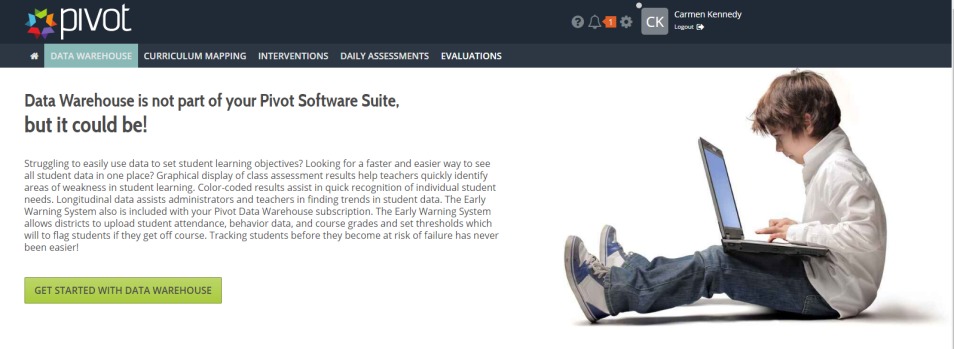 pivot
1
CK
Carmen Kennedy
Logout
DATA WAREHOUSE CURRICULUM MAPPING INTERVENTIONS DAILY ASSESSMENTS EVALUATIONS
Data Warehouse is not part of your Pivot Software Suite,
but it could be!
Struggling to easily use data to set student learning objectives? Looking for a faster and easier way to see
all student data in one place? Graphical display of class assessment results help teachers quickly identify
areas of weakness in student learning. Color-coded results assist in quick recognition of individual student
needs. Longitudinal data assists administrators and teachers in finding trends in student data. The Early
Warning System also is included with your Pivot Data Warehouse subscription. The Early Warning System
allows districts to upload student attendance, behavior data, and course grades and set thresholds which
will to flag students if they get off course. Tracking students before they become at risk of failure has never
been easier!
GET STARTED WITH DATA WAREHOUSE